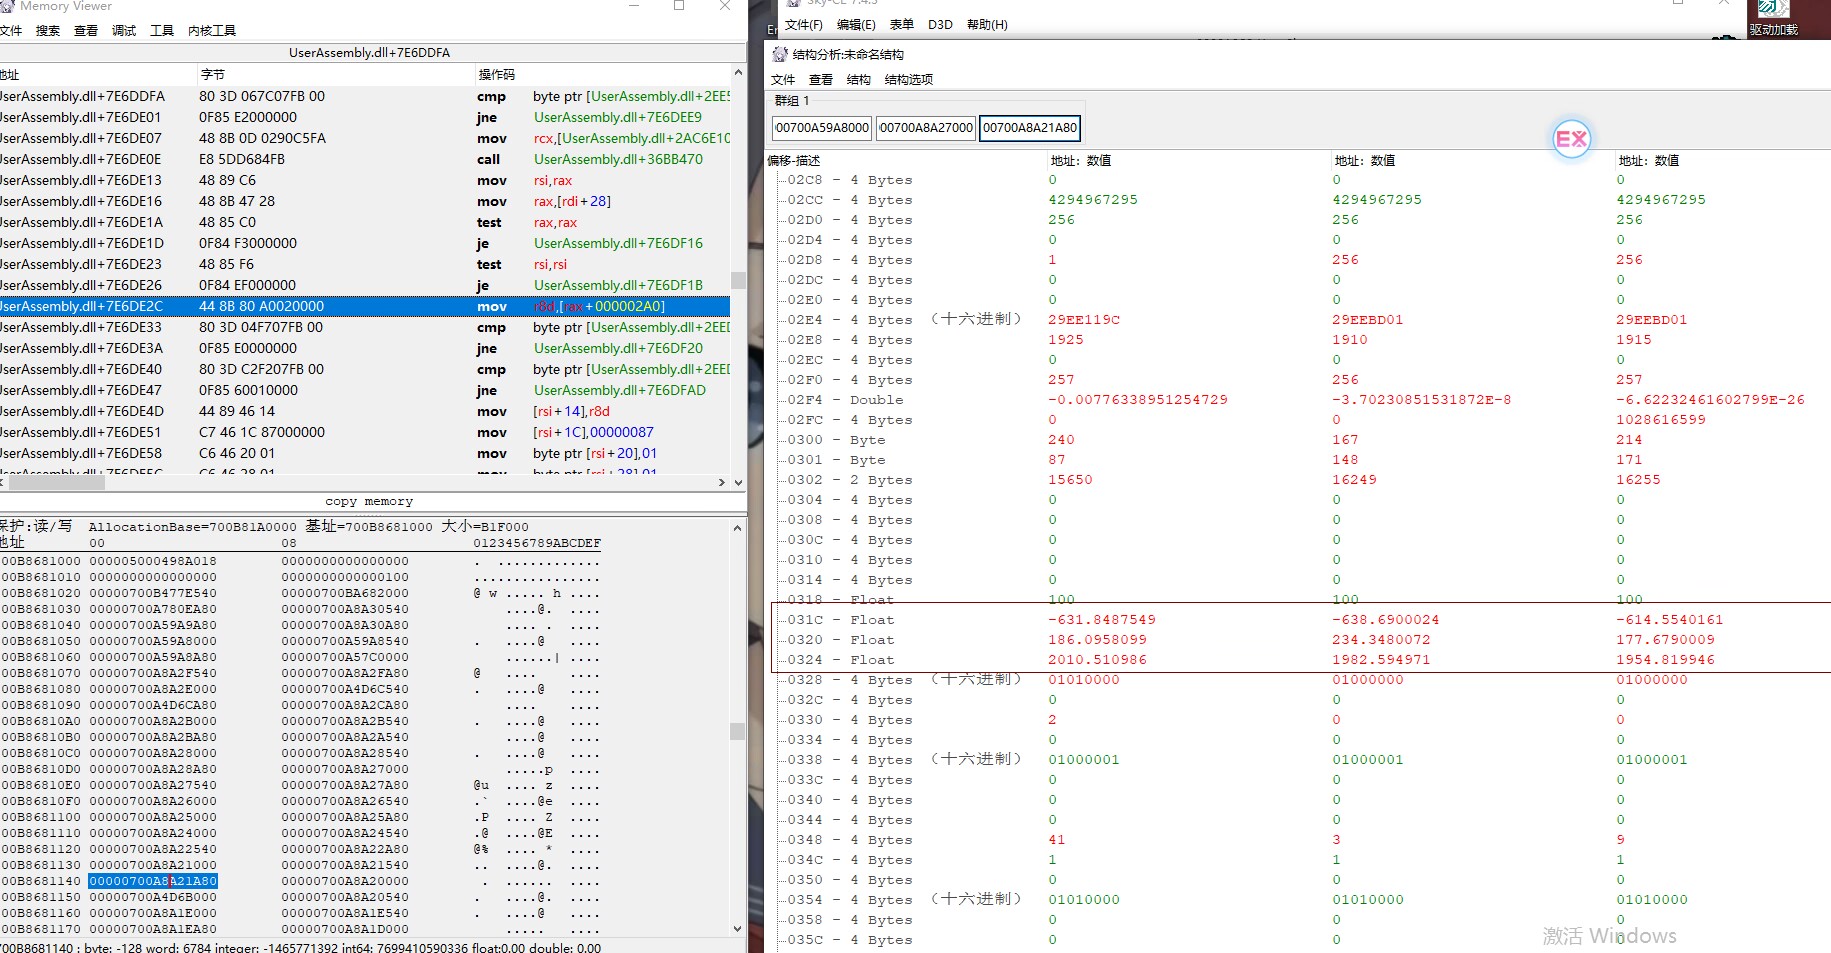 Memory Viewer
文件 搜索 查看 调试 工具 内核工具
UserAssembly.dll+7E6DDFA
地址 字节 操作码
UserAssembly.dll+7E6DDFA 80 3D 067C07FB 00 cmp byte ptr [UserAssembly.dll+2EE5
UserAssembly.dll+7E6DE01 0F85 E2000000 jne UserAssembly.dll+7E6DEE9
UserAssembly.dll+7E6DE07 48 8B 0D 0290C5FA mov rcx,[UserAssembly.dll+2AC6E10
UserAssembly.dll+7E6DE0E E8 5DD684FB call UserAssembly.dll+36BB470
UserAssembly.dll+7E6DE13 48 89 C6 mov rsi,rax
UserAssembly.dll+7E6DE16 48 8B 47 28 mov rax,[rdi+28]
UserAssembly.dll+7E6DE1A 48 85 C0 test rax,rax
UserAssembly.dll+7E6DE1D 0F84 F3000000 je UserAssembly.dll+7E6DF16
UserAssembly.dll+7E6DE23 48 85 F6 test rsi,rsi
UserAssembly.dll+7E6DE26 0F84 EF000000 je UserAssembly.dll+7E6DF1B
UserAssembly.dll+7E6DE2C 44 8B 80 A0020000 mov r8d,[rax+000002A0]
UserAssembly.dll+7E6DE33 80 3D 04F707FB 00 cmp byte ptr [UserAssembly.dll+2EED
UserAssembly.dll+7E6DE3A 0F85 E0000000 jne UserAssembly.dll+7E6DF20
UserAssembly.dll+7E6DE40 80 3D C2F207FB 00 cmp byte ptr [UserAssembly.dll+2EED
UserAssembly.dll+7E6DE47 0F85 60010000 jne UserAssembly.dll+7E6DFAD
UserAssembly.dll+7E6DE4D 44 89 46 14 mov [rsi+14],r8d
UserAssembly.dll+7E6DE51 C7 46 1C 87000000 mov [rsi+1C],00000087
UserAssembly.dll+7E6DE58 C6 46 20 01 mov byte ptr [rsi+20],01
UserAssembly.dll+7E6DE5C C6 46 28 01 mov byte ptr [rsi+28],01
copy memory
保护:读/写 AllocationBase=700B81A0000 基址=700B8681000 大小=B1F000
地址 00 08 0123456789ABCDEF
00B8681000 000005000498A018 0000000000000000 . .............
00B8681010 0000000000000000 0000000000000100 ................
00B8681020 00000700B477E540 00000700BA682000 @ w ..... h ....
00B8681030 00000700A780EA80 00000700A8A30540 ....@. ....
00B8681040 00000700A59A9A80 00000700A8A30A80 .... . ....
00B8681050 00000700A59A8000 00000700A59A8540 . ....@ ....
00B8681060 00000700A59A8A80 00000700A57C0000 ......| ....
00B8681070 00000700A8A2F540 00000700A8A2FA80 @ .... ....
00B8681080 00000700A8A2E000 00000700A4D6C540 . ....@ ....
00B8681090 00000700A4D6CA80 00000700A8A2CA80 .... ....
00B86810A0 00000700A8A2B000 00000700A8A2B540 . ....@ ....
00B86810B0 00000700A8A2BA80 00000700A8A2A540 ....@ ....
00B86810C0 00000700A8A28000 00000700A8A28540 . ....@ ....
00B86810D0 00000700A8A28A80 00000700A8A27000 .....p ....
00B86810E0 00000700A8A27540 00000700A8A27A80 @u .... z ....
00B86810F0 00000700A8A26000 00000700A8A26540 .` ....@e ....
00B8681100 00000700A8A25000 00000700A8A25A80 .P .... Z ....
00B8681110 00000700A8A24000 00000700A8A24540 .@ ....@E ....
00B8681120 00000700A8A22540 00000700A8A22A80 @% .... * ....
00B8681130 00000700A8A21000 00000700A8A21540 .. ....@. ....
00B8681140 00000700A8A21A80 00000700A8A20000 . ...... ....
00B8681150 00000700A4D6B000 00000700A8A20540 . ....@. ....
00B8681160 00000700A8A1E000 00000700A8A1E540 . ....@ ....
00B8681170 00000700A8A1EA80 00000700A8A1D000 .... ....
700B8681140 : byte: -128 word: 6784 integer: -1465771392 int64: 7699410590336 float:0.00 double: 0.00
Sky-CE 7.4.3
文件(F) 编辑(E) 表单 D3D 帮助(H)
驱动加载
结构分析:未命名结构
文件 查看 结构 结构选项
群组 1
00700A59A8000 00700A8A27000 00700A8A21A80
EX
偏移-描述 地址: 数值 地址: 数值 地址: 数值
02C8 - 4 Bytes 0 0 0
02CC - 4 Bytes 4294967295 4294967295 4294967295
02D0 - 4 Bytes 256 256 256
02D4 - 4 Bytes 0 0 0
02D8 - 4 Bytes 1 256 256
02DC - 4 Bytes 0 0 0
02E0 - 4 Bytes 0 0 0
02E4 - 4 Bytes (十六进制) 29EE119C 29EEBD01 29EEBD01
02E8 - 4 Bytes 1925 1910 1915
02EC - 4 Bytes 0 0 0
02F0 - 4 Bytes 257 256 257
02F4 - Double -0.00776338951254729 -3.70230851531872E-8 -6.62232461602799E-26
02FC - 4 Bytes 0 0 1028616599
0300 - Byte 240 167 214
0301 - Byte 87 148 171
0302 - 2 Bytes 15650 16249 16255
0304 - 4 Bytes 0 0 0
0308 - 4 Bytes 0 0 0
030C - 4 Bytes 0 0 0
0310 - 4 Bytes 0 0 0
0314 - 4 Bytes 0 0 0
0318 - Float 100 100 100
031C - Float -631.8487549 -638.6900024 -614.5540161
0320 - Float 186.0958099 234.3480072 177.6790009
0324 - Float 2010.510986 1982.594971 1954.819946
0328 - 4 Bytes (十六进制) 01010000 01000000 01000000
032C - 4 Bytes 0 0 0
0330 - 4 Bytes 2 0 0
0334 - 4 Bytes 0 0 0
0338 - 4 Bytes (十六进制) 01000001 01000001 01000001
033C - 4 Bytes 0 0 0
0340 - 4 Bytes 0 0 0
0344 - 4 Bytes 0 0 0
0348 - 4 Bytes 41 3 9
034C - 4 Bytes 1 1 1
0350 - 4 Bytes 0 0 0
0354 - 4 Bytes (十六进制) 01010000 01010000 01010000
0358 - 4 Bytes 0 0 0
035C - 4 Bytes 0 0 0
激活 Windows